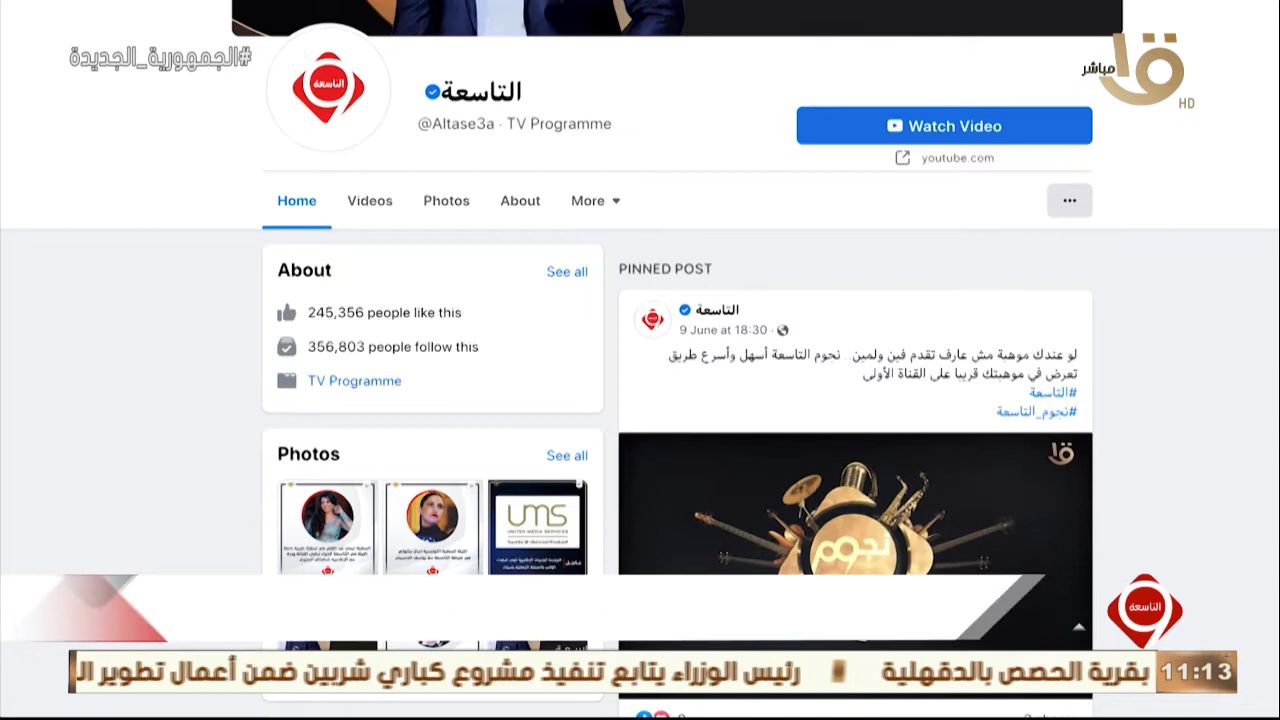 #الجمهورية_الجديدة
مباشر
HD
التاسعة
التاسعة
@Altase3a · TV Programme
Watch Video
youtube.com
Home
Videos
Photos
About
More
About
See all
245,356 people like this
356,803 people follow this
TV Programme
PINNED POST
التاسعة
9 June at 18:30
لو عندك موهبة مش عارف تقدم فين ولمين.. نجوم التاسعة أسهل وأسرع طريق
تعرض في موهبتك قريبا على القناة الأولى
#التاسعة
#نجوم_التاسعة
Photos
See all
UMS
UNITED MEDIA SERVICES
نجوم
التاسعة
بقرية الحصص بالدقهلية
رئيس الوزراء يتابع تنفيذ مشروع كباري شربين ضمن أعمال تطوير ال
11:13